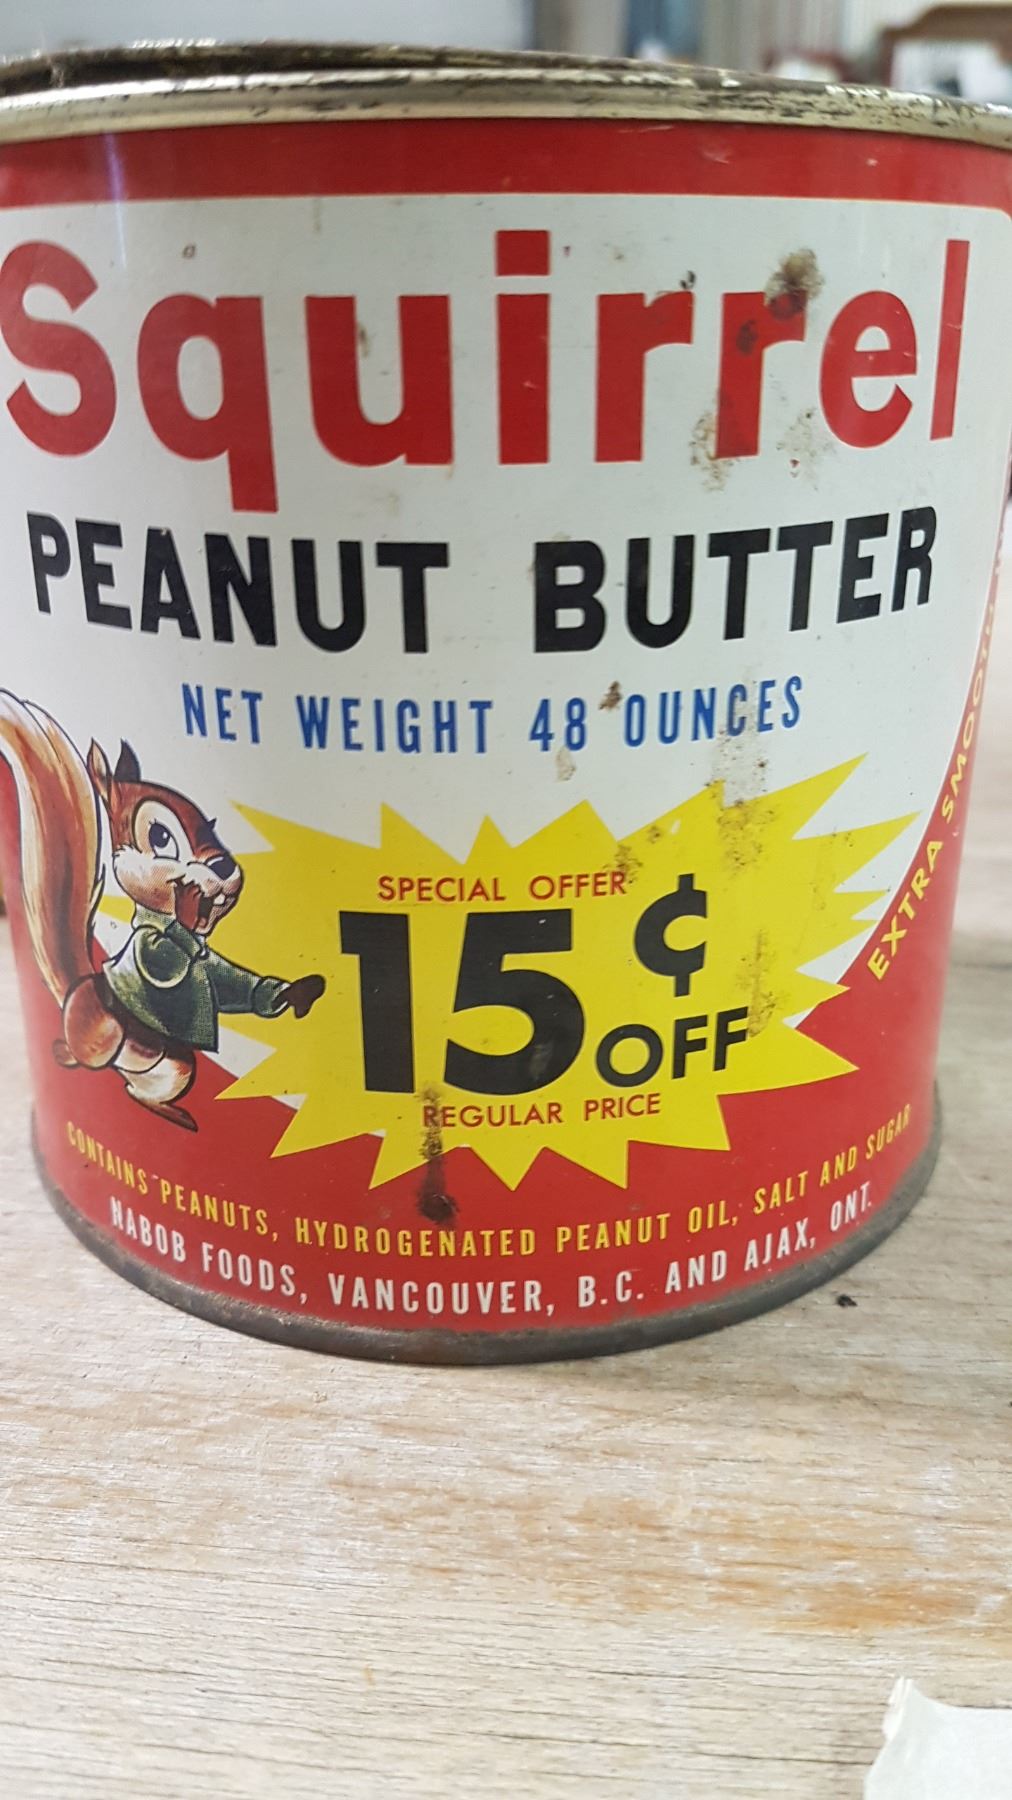 Squirrel
PEANUT BUTTER
NET WEIGHT 48 OUNCES
SPECIAL OFFER
15¢ OFF
REGULAR PRICE
EXTRA SMOOTH
CONTAINS PEANUTS, HYDROGENATED PEANUT OIL, SALT AND SUGAR
NABOB FOODS, VANCOUVER, B.C. AND AJAX, ONT.